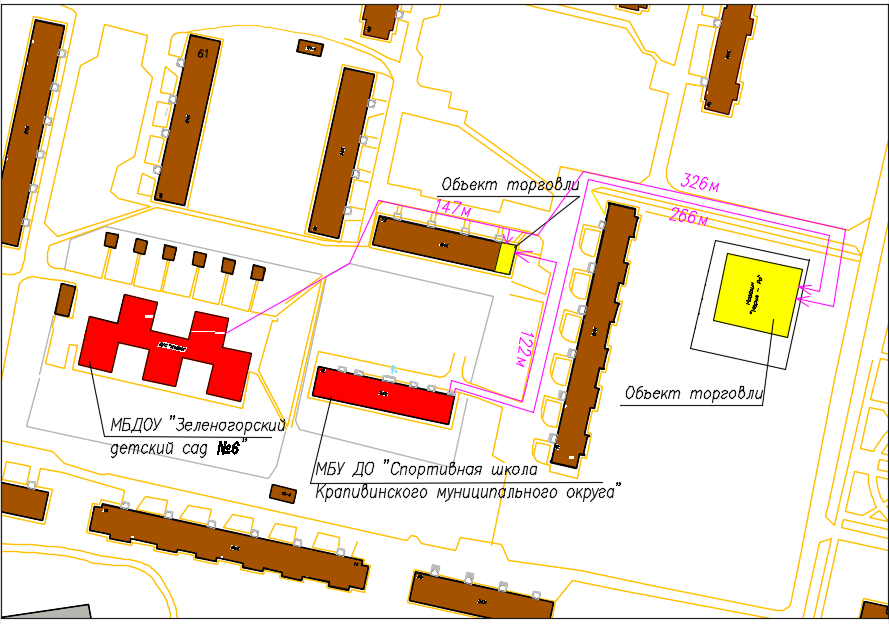 61
Объект торговли
326м
147м
266м
122м
Объект торговли
МБДОУ "Зеленогорский
детский сад №6"
МБУ ДО "Спортивная школа
Крапивинского муниципального округа"